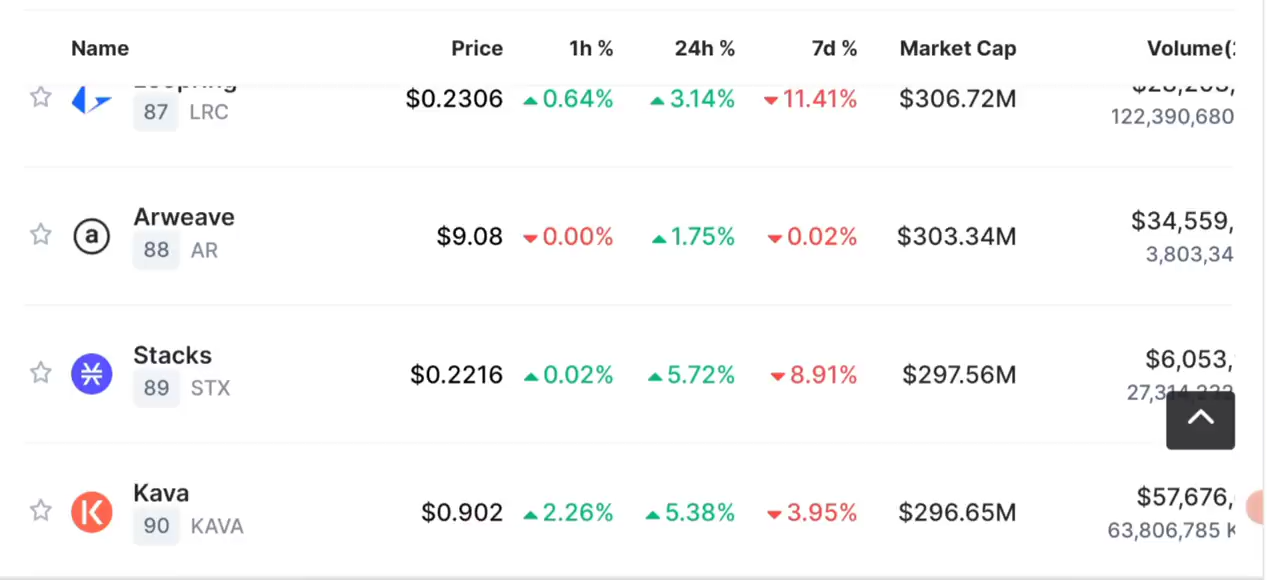 Name Price 1h % 24h % 7d % Market Cap Volume(
$0.2306 0.64% 3.14% 11.41% $306.72M
87 LRC 122,390,680
Arweave
$9.08 0.00% 1.75% 0.02% $303.34M $34,559,
88 AR 3,803,34
Stacks
$0.2216 0.02% 5.72% 8.91% $297.56M $6,053,
89 STX
Kava
$0.902 2.26% 5.38% 3.95% $296.65M $57,676,
90 KAVA 63,806,785 K